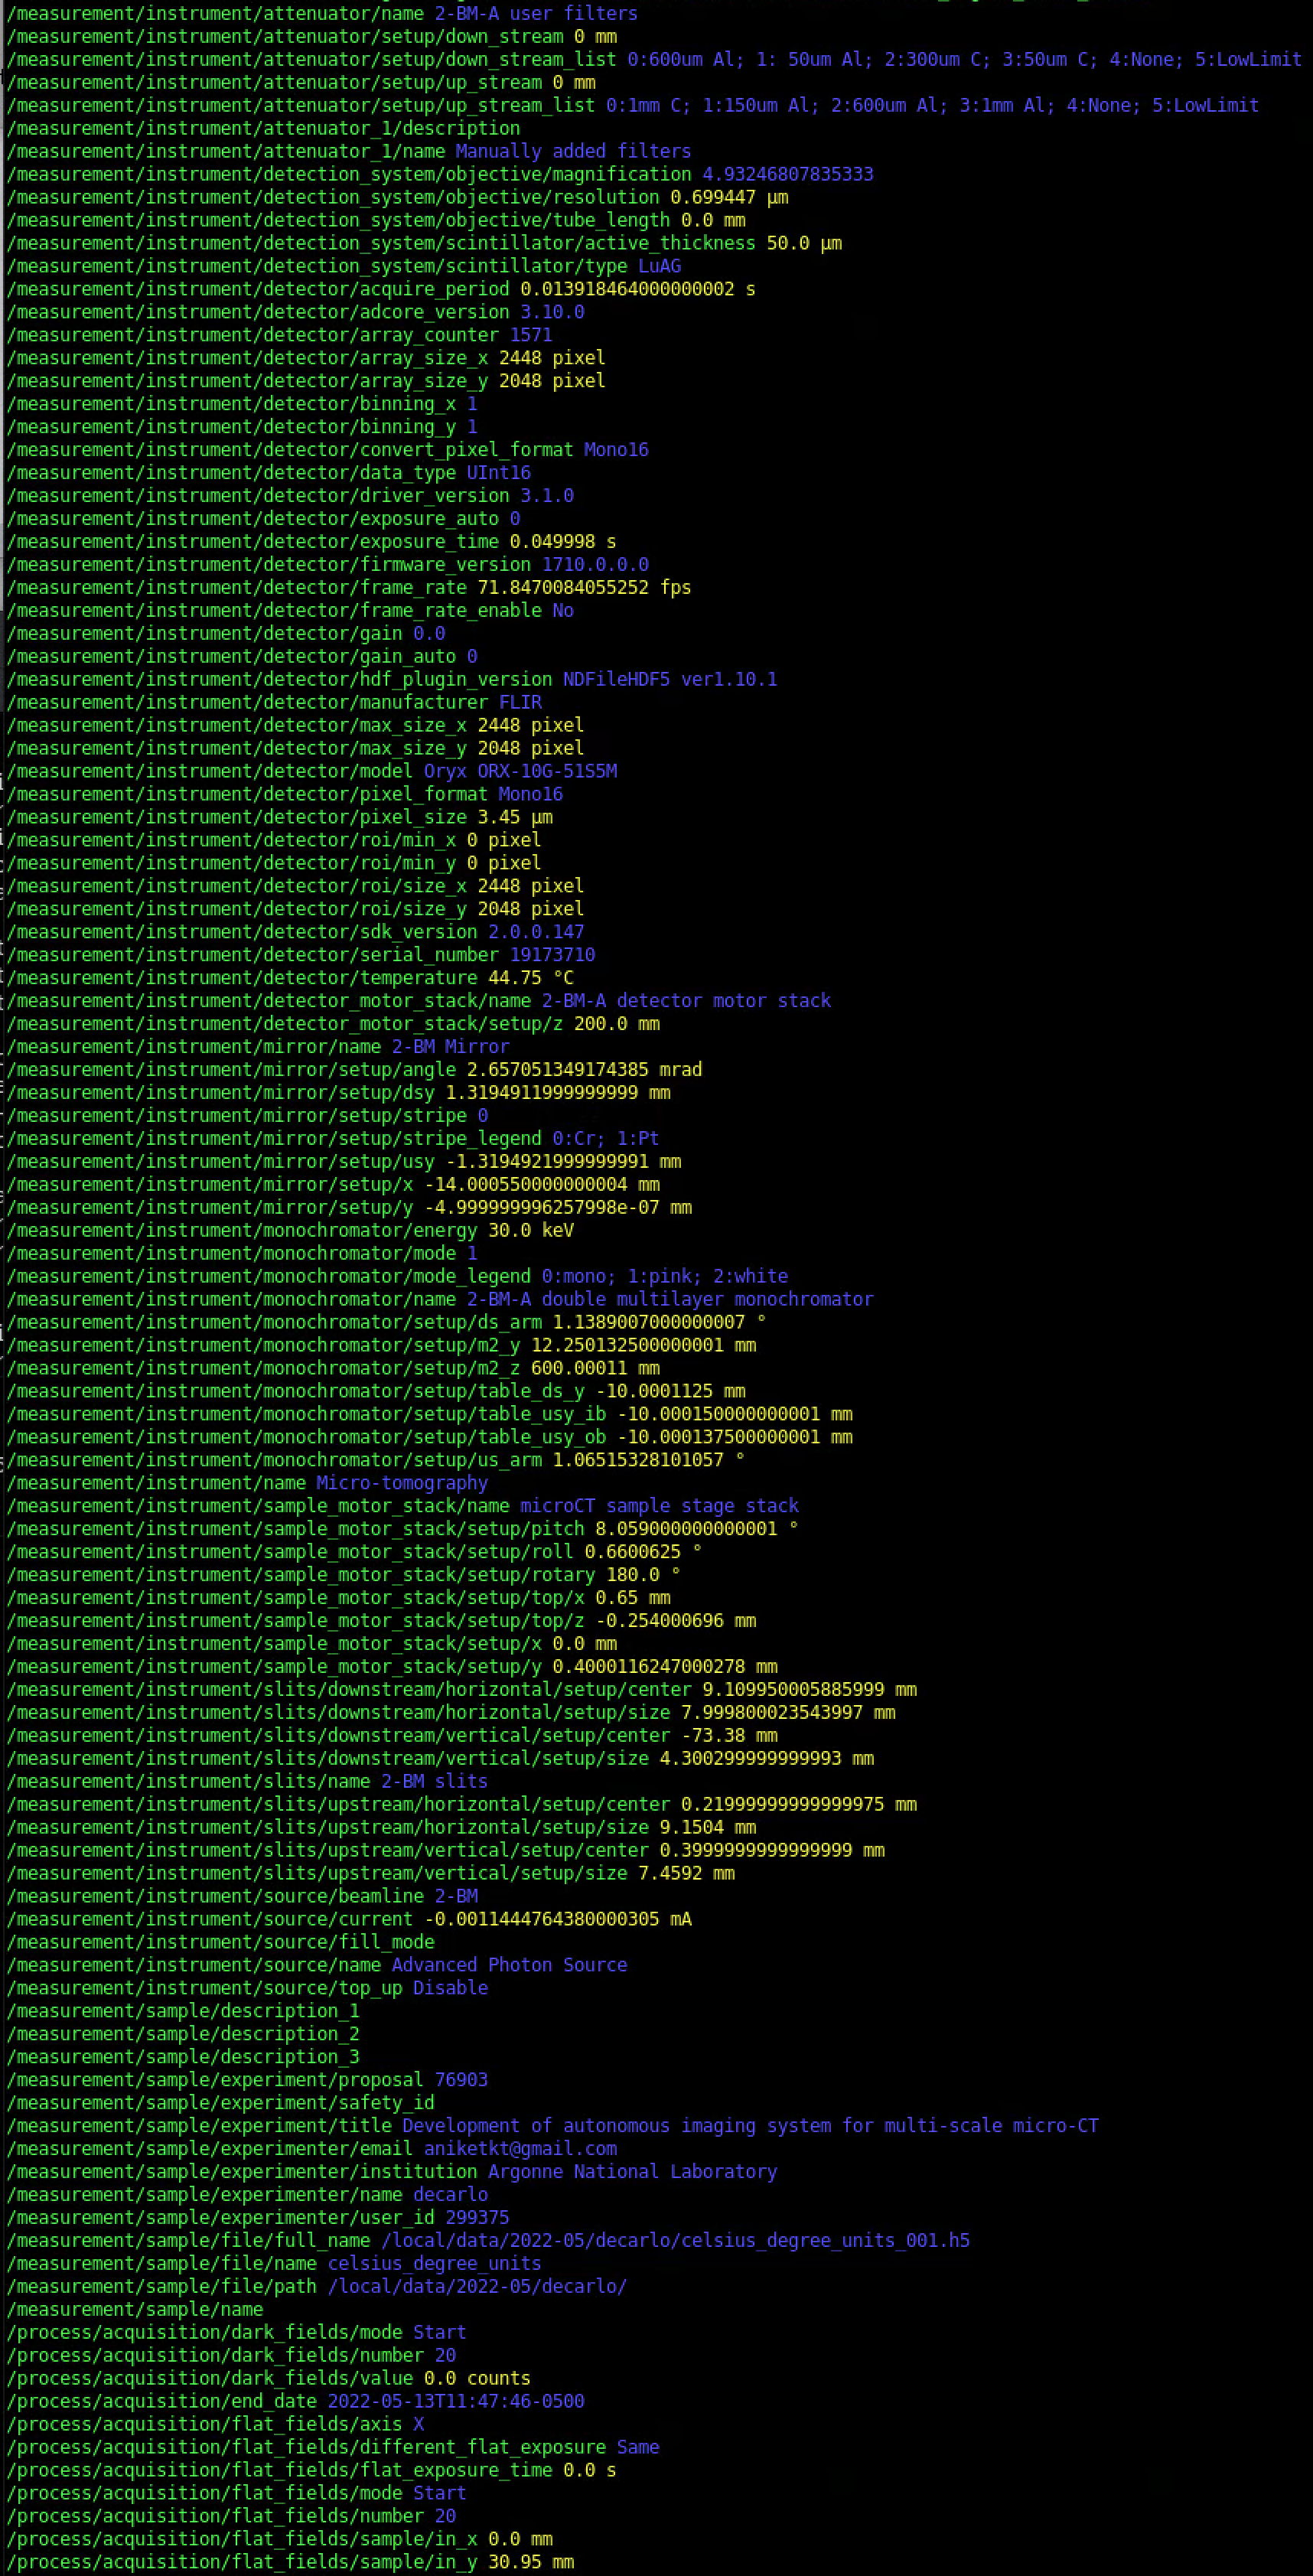 /measurement/instrument/attenuator/name 2-BM-A user filters
/measurement/instrument/attenuator/setup/down_stream 0 mm
/measurement/instrument/attenuator/setup/down_stream_list 0:600um Al; 1: 50um Al; 2:300um C; 3:50um C; 4:None; 5:LowLimit
/measurement/instrument/attenuator/setup/up_stream 0 mm
/measurement/instrument/attenuator/setup/up_stream_list 0:1mm C; 1:150um Al; 2:600um Al; 3:1mm Al; 4:None; 5:LowLimit
/measurement/instrument/attenuator_1/description
/measurement/instrument/attenuator_1/name Manually added filters
/measurement/instrument/detection_system/objective/magnification 4.93246807835333
/measurement/instrument/detection_system/objective/resolution 0.699447 µm
/measurement/instrument/detection_system/objective/tube_length 0.0 mm
/measurement/instrument/detection_system/scintillator/active_thickness 50.0 µm
/measurement/instrument/detection_system/scintillator/type LuAG
/measurement/instrument/detector/acquire_period 0.013918464000000002 s
/measurement/instrument/detector/adcore_version 3.10.0
/measurement/instrument/detector/array_counter 1571
/measurement/instrument/detector/array_size_x 2448 pixel
/measurement/instrument/detector/array_size_y 2048 pixel
/measurement/instrument/detector/binning_x 1
/measurement/instrument/detector/binning_y 1
/measurement/instrument/detector/convert_pixel_format Mono16
/measurement/instrument/detector/data_type UInt16
/measurement/instrument/detector/driver_version 3.1.0
/measurement/instrument/detector/exposure_auto 0
/measurement/instrument/detector/exposure_time 0.049998 s
/measurement/instrument/detector/firmware_version 1710.0.0.0
/measurement/instrument/detector/frame_rate 71.8470084055252 fps
/measurement/instrument/detector/frame_rate_enable No
/measurement/instrument/detector/gain 0.0
/measurement/instrument/detector/gain_auto 0
/measurement/instrument/detector/hdf_plugin_version NDFileHDF5 ver1.10.1
/measurement/instrument/detector/manufacturer FLIR
/measurement/instrument/detector/max_size_x 2448 pixel
/measurement/instrument/detector/max_size_y 2048 pixel
/measurement/instrument/detector/model Oryx ORX-10G-51S5M
/measurement/instrument/detector/pixel_format Mono16
/measurement/instrument/detector/pixel_size 3.45 µm
/measurement/instrument/detector/roi/min_x 0 pixel
/measurement/instrument/detector/roi/min_y 0 pixel
/measurement/instrument/detector/roi/size_x 2448 pixel
/measurement/instrument/detector/roi/size_y 2048 pixel
/measurement/instrument/detector/sdk_version 2.0.0.147
/measurement/instrument/detector/serial_number 19173710
/measurement/instrument/detector/temperature 44.75 °C
/measurement/instrument/detector_motor_stack/name 2-BM-A detector motor stack
/measurement/instrument/detector_motor_stack/setup/z 200.0 mm
/measurement/instrument/mirror/name 2-BM Mirror
/measurement/instrument/mirror/setup/angle 2.657051349174385 mrad
/measurement/instrument/mirror/setup/dsy 1.3194911999999999 mm
/measurement/instrument/mirror/setup/stripe 0
/measurement/instrument/mirror/setup/stripe_legend 0:Cr; 1:Pt
/measurement/instrument/mirror/setup/usy -1.3194921999999991 mm
/measurement/instrument/mirror/setup/x -14.000550000000004 mm
/measurement/instrument/mirror/setup/y -4.999999996257998e-07 mm
/measurement/instrument/monochromator/energy 30.0 keV
/measurement/instrument/monochromator/mode 1
/measurement/instrument/monochromator/mode_legend 0:mono; 1:pink; 2:white
/measurement/instrument/monochromator/name 2-BM-A double multilayer monochromator
/measurement/instrument/monochromator/setup/ds_arm 1.1389007000000007 °
/measurement/instrument/monochromator/setup/m2_y 12.250132500000001 mm
/measurement/instrument/monochromator/setup/m2_z 600.00011 mm
/measurement/instrument/monochromator/setup/table_ds_y -10.0001125 mm
/measurement/instrument/monochromator/setup/table_usy_ib -10.000150000000001 mm
/measurement/instrument/monochromator/setup/table_usy_ob -10.000137500000001 mm
/measurement/instrument/monochromator/setup/us_arm 1.06515328101057 °
/measurement/instrument/name Micro-tomography
/measurement/instrument/sample_motor_stack/name microCT sample stage stack
/measurement/instrument/sample_motor_stack/setup/pitch 8.059000000000001 °
/measurement/instrument/sample_motor_stack/setup/roll 0.6600625 °
/measurement/instrument/sample_motor_stack/setup/rotary 180.0 °
/measurement/instrument/sample_motor_stack/setup/top/x 0.65 mm
/measurement/instrument/sample_motor_stack/setup/top/z -0.254000696 mm
/measurement/instrument/sample_motor_stack/setup/x 0.0 mm
/measurement/instrument/sample_motor_stack/setup/y 0.4000116247000278 mm
/measurement/instrument/slits/downstream/horizontal/setup/center 9.109950005885999 mm
/measurement/instrument/slits/downstream/horizontal/setup/size 7.999800023543997 mm
/measurement/instrument/slits/downstream/vertical/setup/center -73.38 mm
/measurement/instrument/slits/downstream/vertical/setup/size 4.300299999999993 mm
/measurement/instrument/slits/name 2-BM slits
/measurement/instrument/slits/upstream/horizontal/setup/center 0.21999999999999975 mm
/measurement/instrument/slits/upstream/horizontal/setup/size 9.1504 mm
/measurement/instrument/slits/upstream/vertical/setup/center 0.3999999999999999 mm
/measurement/instrument/slits/upstream/vertical/setup/size 7.4592 mm
/measurement/instrument/source/beamline 2-BM
/measurement/instrument/source/current -0.0011444764380000305 mA
/measurement/instrument/source/fill_mode
/measurement/instrument/source/name Advanced Photon Source
/measurement/instrument/source/top_up Disable
/measurement/sample/description_1
/measurement/sample/description_2
/measurement/sample/description_3
/measurement/sample/experiment/proposal 76903
/measurement/sample/experiment/safety_id
/measurement/sample/experiment/title Development of autonomous imaging system for multi-scale micro-CT
/measurement/sample/experimenter/email aniketkt@gmail.com
/measurement/sample/experimenter/institution Argonne National Laboratory
/measurement/sample/experimenter/name decarlo
/measurement/sample/experimenter/user_id 299375
/measurement/sample/file/full_name /local/data/2022-05/decarlo/celsius_degree_units_001.h5
/measurement/sample/file/name celsius_degree_units
/measurement/sample/file/path /local/data/2022-05/decarlo/
/measurement/sample/name
/process/acquisition/dark_fields/mode Start
/process/acquisition/dark_fields/number 20
/process/acquisition/dark_fields/value 0.0 counts
/process/acquisition/end_date 2022-05-13T11:47:46-0500
/process/acquisition/flat_fields/axis X
/process/acquisition/flat_fields/different_flat_exposure Same
/process/acquisition/flat_fields/flat_exposure_time 0.0 s
/process/acquisition/flat_fields/mode Start
/process/acquisition/flat_fields/number 20
/process/acquisition/flat_fields/sample/in_x 0.0 mm
/process/acquisition/flat_fields/sample/in_y 30.95 mm